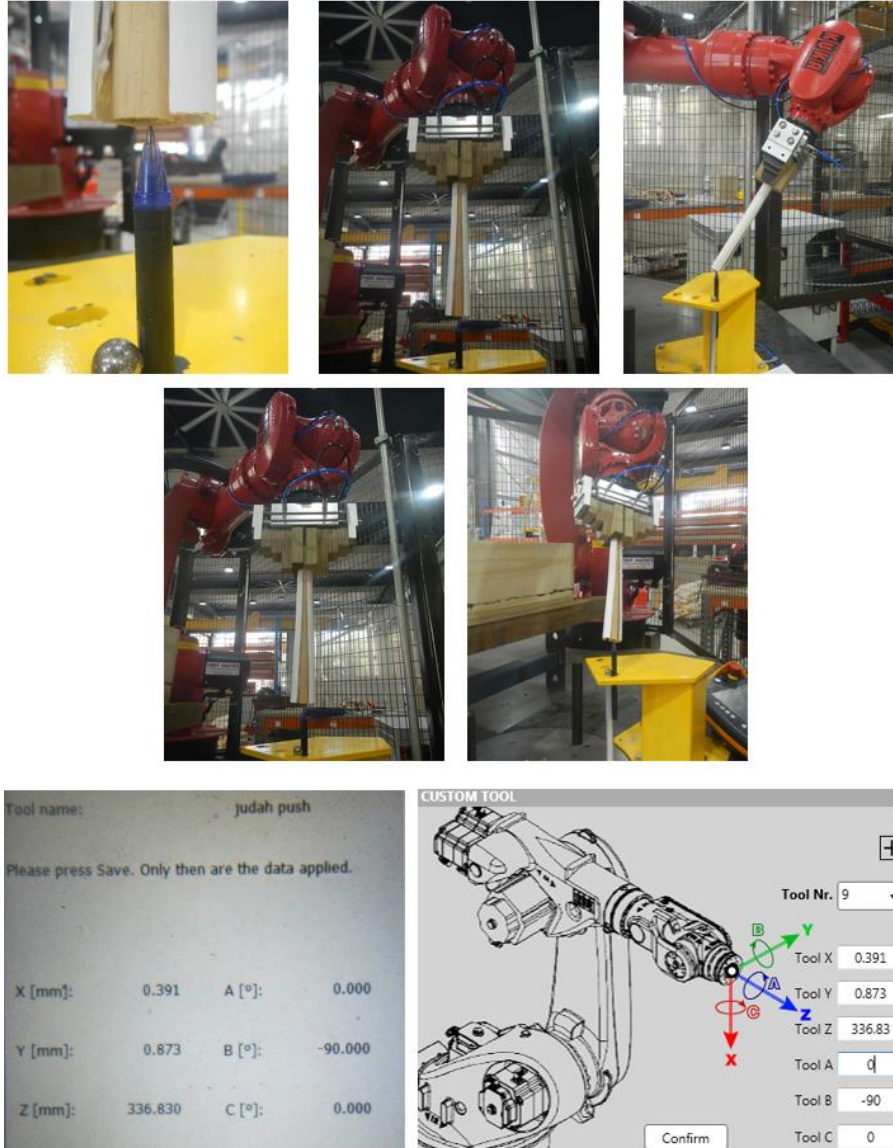 Tool name: judah push
Please press Save. Only then are the data applied.
X [mm]: 0.391 A [°]: 0.000
Y [mm]: 0.873 B [°]: -90.000
Z [mm]: 336.830 C [°]: 0.000
CUSTOM TOOL
Tool Nr. 9
B Y
Tool X 0.391
A
Tool Y 0.873
Z
C
Tool Z 336.83
X
Tool A 0
Tool B -90
Confirm
Tool C 0